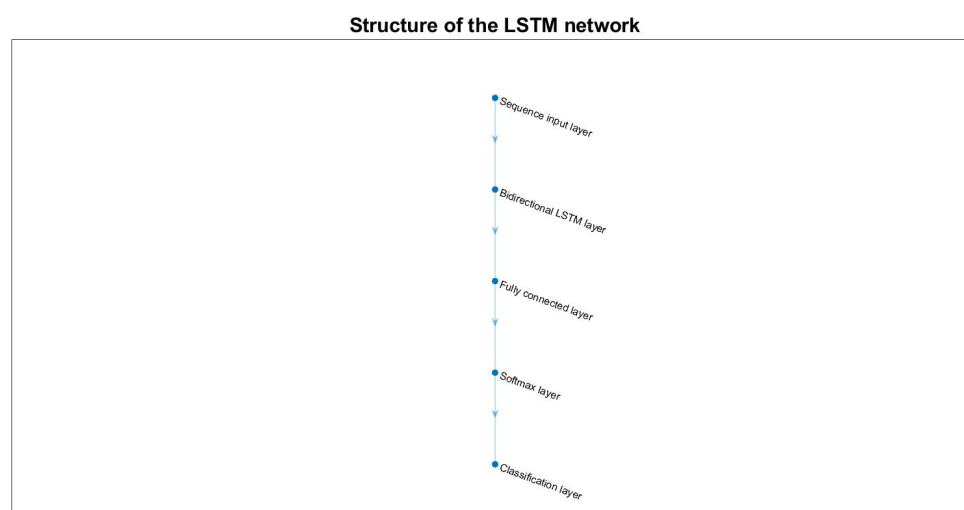 Structure of the LSTM network
Sequence input layer
Bidirectional LSTM layer
Fully connected layer
Softmax layer
Classification layer